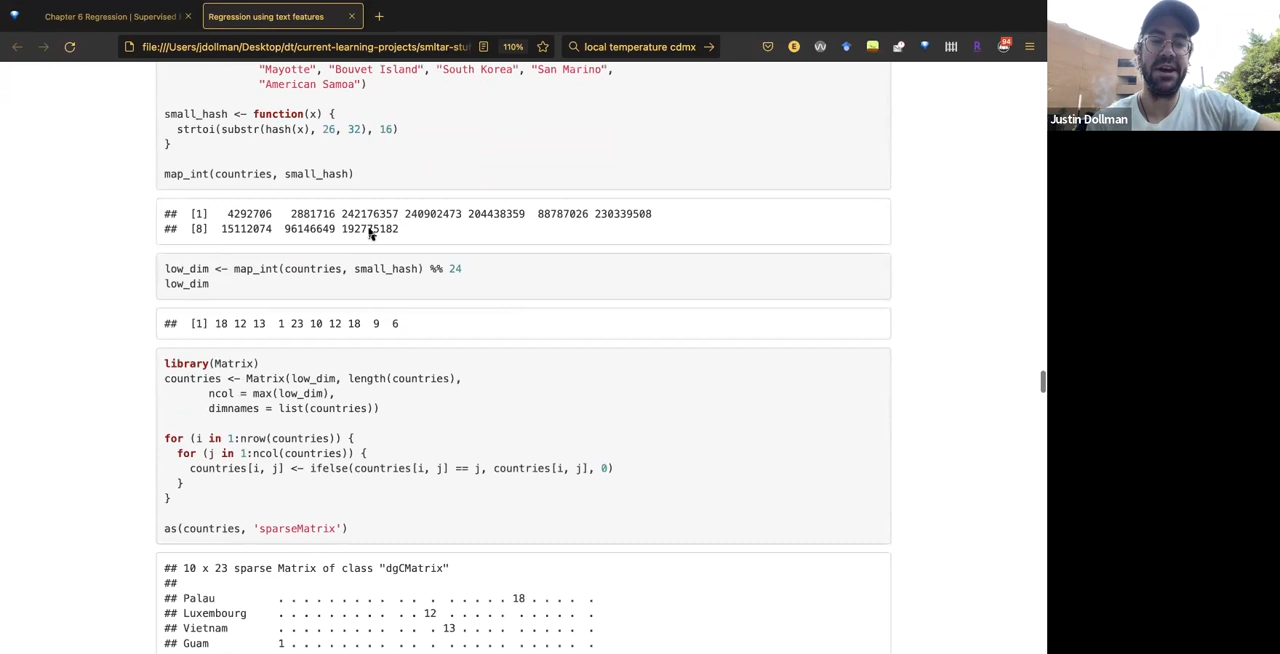 Chapter 6 Regression | Supervised
Regression using text features
file:///Users/jdollman/Desktop/dt/current-learning-projects/smltar-stu
110%
local temperature cdmx
94
"Mayotte", "Bouvet Island", "South Korea", "San Marino",
"American Samoa")
small_hash <- function(x) {
strtoi(substr(hash(x), 26, 32), 16)
}
map_int(countries, small_hash)
## [1] 4292706 2881716 242176357 240902473 204438359 88787026 230339508
## [8] 15112074 96146649 192775182
low_dim <- map_int(countries, small_hash) %% 24
low_dim
## [1] 18 12 13 1 23 10 12 18 9 6
library(Matrix)
countries <- Matrix(low_dim, length(countries),
ncol = max(low_dim),
dimnames = list(countries))
for (i in 1:nrow(countries)) {
for (j in 1:ncol(countries)) {
countries[i, j] <- ifelse(countries[i, j] == j, countries[i, j], 0)
}
}
as(countries, 'sparseMatrix')
## 10 x 23 sparse Matrix of class "dgCMatrix"
##
## Palau . . . . . . . . . . . . . . . . . 18 . . . . .
## Luxembourg . . . . . . . . . . . 12 . . . . . . . . . . .
## Vietnam . . . . . . . . . . . . 13 . . . . . . . . . .
## Guam 1 . . . . . . . . . . . . . . . . . . . . . .
Justin Dollman